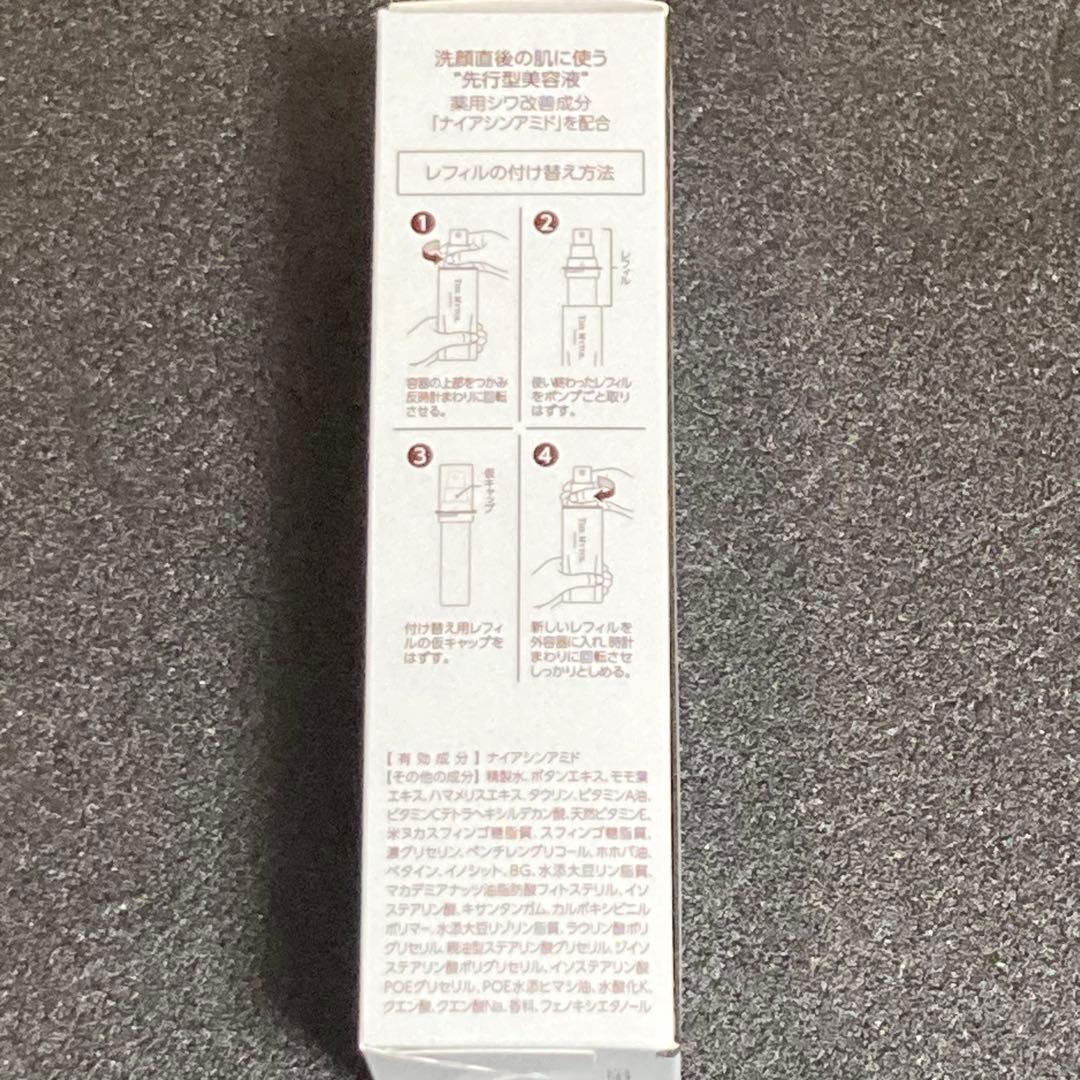 洗顔直後の肌に使う
"先行型美容液"
薬用シワ改善成分
「ナイアシンアミド」を配合
レフィルの付け替え方法
1
容器の上部をつかみ
反時計まわりに回転
させる。
2
レフィル
使い終わったレフィル
をポンプごと取り
はずす。
3
仮キャップ
付け替え用レフィ
ルの仮キャップを
はずす。
4
新しいレフィルを
外容器に入れ、時計
まわりに回転させ
しっかりとしめる。
【有効成分】ナイアシンアミド
【その他の成分】精製水、ボタンエキス、モモ葉
エキス、ハマメリスエキス、タウリン、ビタミンA油、
ビタミンCテトラヘキシルデカン酸、天然ビタミンE、
米ヌカスフィンゴ糖脂質、スフィンゴ糖脂質、
濃グリセリン、ペンチレングリコール、ホホバ油、
ベタイン、イノシット、BG、水添大豆リン脂質、
マカデミアナッツ油脂肪酸フィトステリル、イソ
ステアリン酸、キサンタンガム、カルボキシビニル
ポリマー、水添大豆リゾリン脂質、ラウリン酸ポリ
グリセリル、親油型ステアリン酸グリセリル、ジイソ
ステアリン酸ポリグリセリル、イソステアリン酸
POEグリセリル、POE水添ヒマシ油、水酸化K、
クエン酸、クエン酸Na、香料、フェノキシエタノール